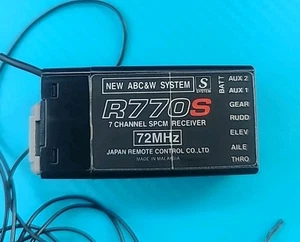 NEW ABC&W SYSTEM
S
SYSTEM
R770S
7 CHANNEL SPCM RECEIVER
72MHz
JAPAN REMOTE CONTROL CO.,LTD
MADE IN MALAYSIA
BATT
AUX 2
AUX 1
GEAR
RUDD
ELEV
AILE
THRO